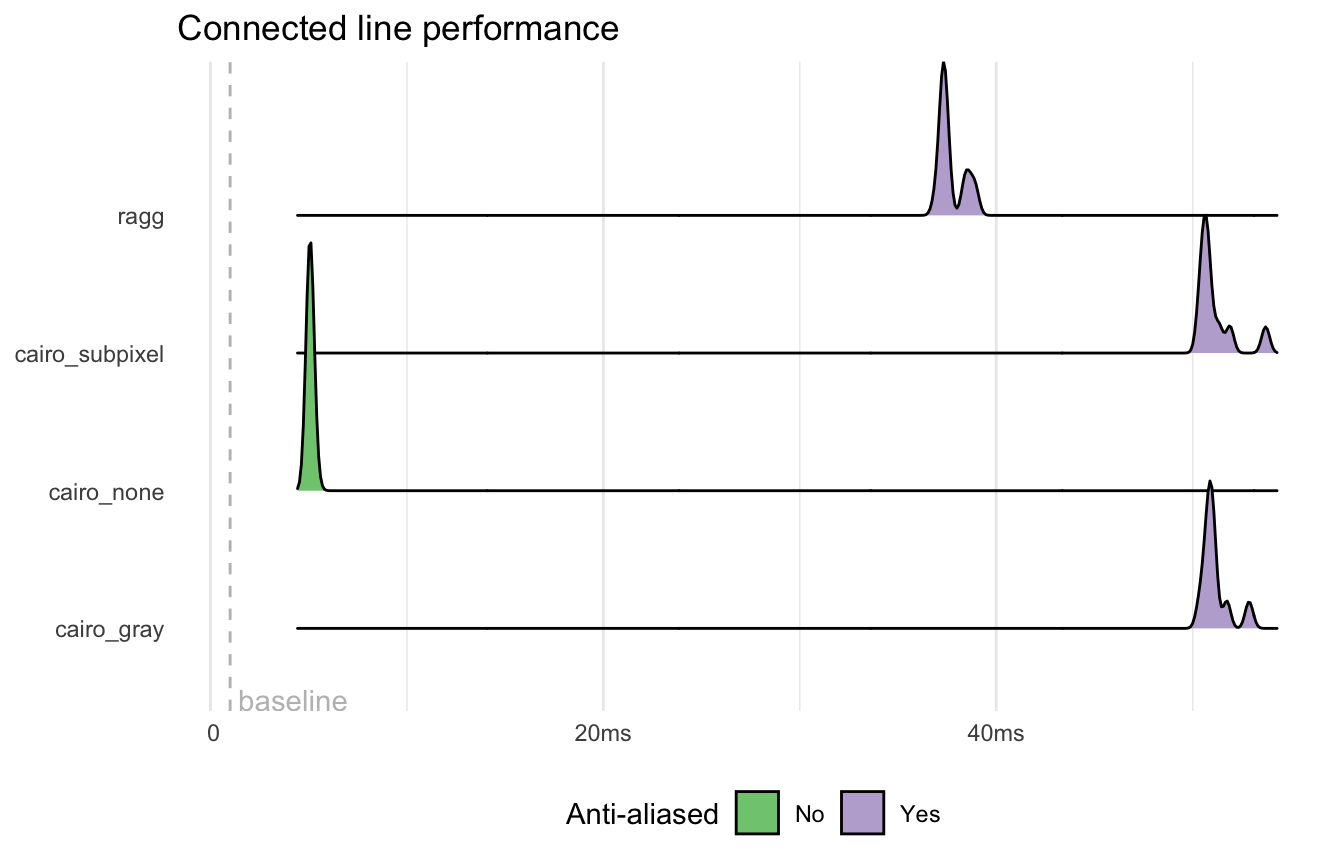 Connected line performance
ragg
cairo_subpixel
cairo_none
cairo_gray
baseline
0 20ms 40ms
Anti-aliased No Yes